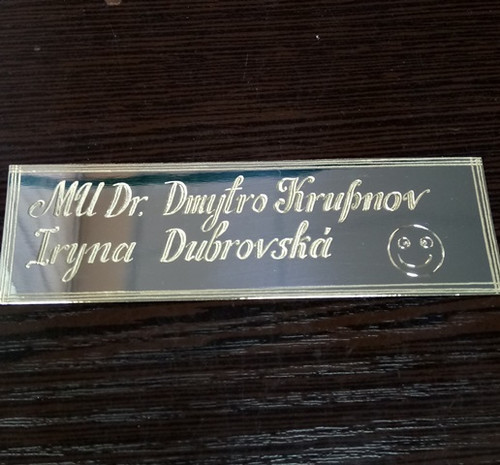 MUDr. Dmytro Krupnov
Iryna Dubrovská